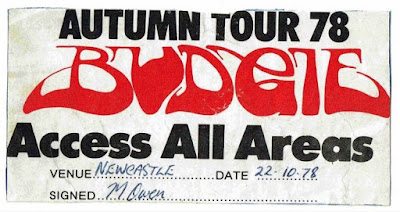 AUTUMN TOUR 78
BUDGIE
Access All Areas
VENUE NEWCASTLE DATE 22-10-78
SIGNED M Owen